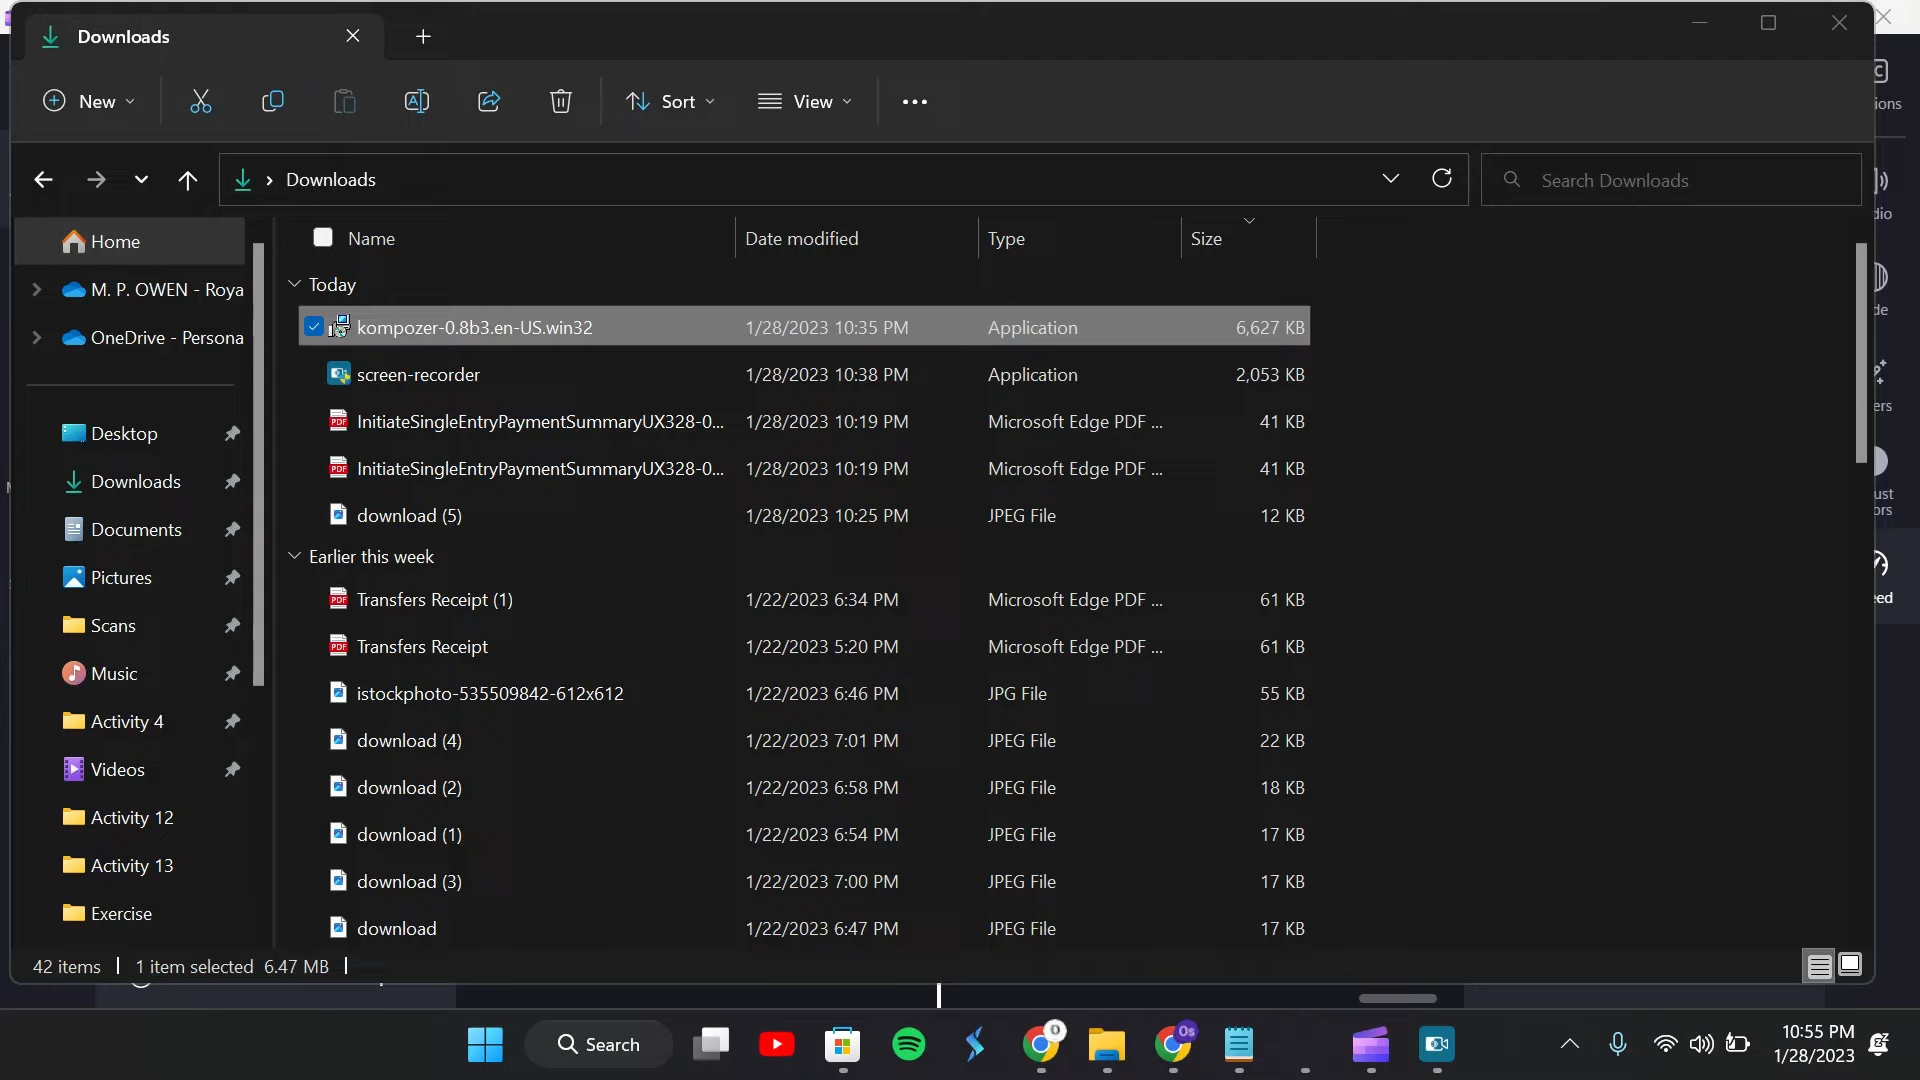 Downloads
New
Sort
View
Downloads
Search Downloads
Home
M. P. OWEN - Roya
OneDrive - Persona
Desktop
Downloads
Documents
Pictures
Scans
Music
Activity 4
Videos
Activity 12
Activity 13
Exercise
Name Date modified Type Size
Today
kompozer-0.8b3.en-US.win32 1/28/2023 10:35 PM Application 6,627 KB
screen-recorder 1/28/2023 10:38 PM Application 2,053 KB
InitiateSingleEntryPaymentSummaryUX328-0... 1/28/2023 10:19 PM Microsoft Edge PDF ... 41 KB
InitiateSingleEntryPaymentSummaryUX328-0... 1/28/2023 10:19 PM Microsoft Edge PDF ... 41 KB
download (5) 1/28/2023 10:25 PM JPEG File 12 KB
Earlier this week
Transfers Receipt (1) 1/22/2023 6:34 PM Microsoft Edge PDF ... 61 KB
Transfers Receipt 1/22/2023 5:20 PM Microsoft Edge PDF ... 61 KB
istockphoto-535509842-612x612 1/22/2023 6:46 PM JPG File 55 KB
download (4) 1/22/2023 7:01 PM JPEG File 22 KB
download (2) 1/22/2023 6:58 PM JPEG File 18 KB
download (1) 1/22/2023 6:54 PM JPEG File 17 KB
download (3) 1/22/2023 7:00 PM JPEG File 17 KB
download 1/22/2023 6:47 PM JPEG File 17 KB
42 items 1 item selected 6.47 MB
ions
dio
de
ers
ust
ors
eed
Search
10:55 PM
1/28/2023